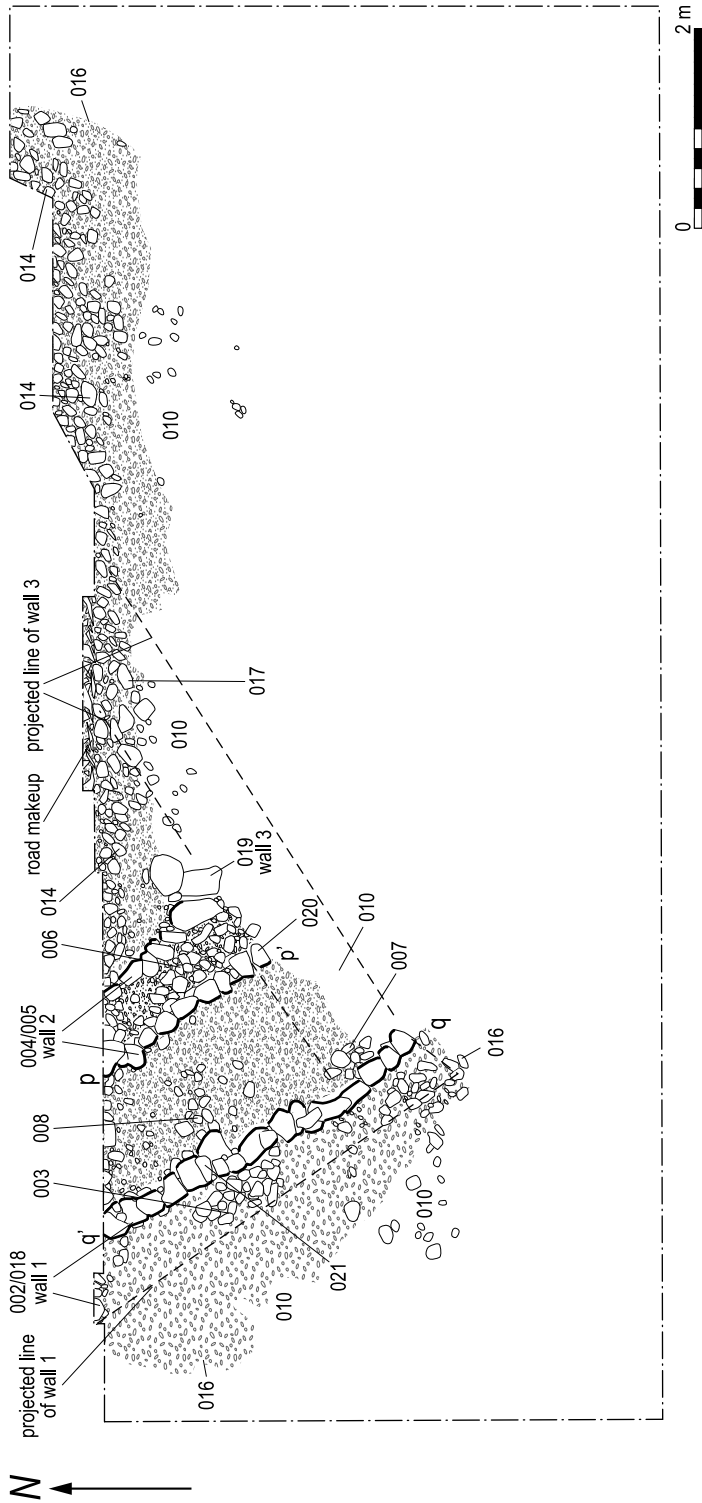 N
projected line
of wall 1
002/018
wall 1
q'
003
008
p
004/005
wall 2
006
014
road makeup
projected line of wall 3
014
014
016
016
010
021
010
016
q
007
010
p'
020
019
wall 3
010
017
010
0
2 m